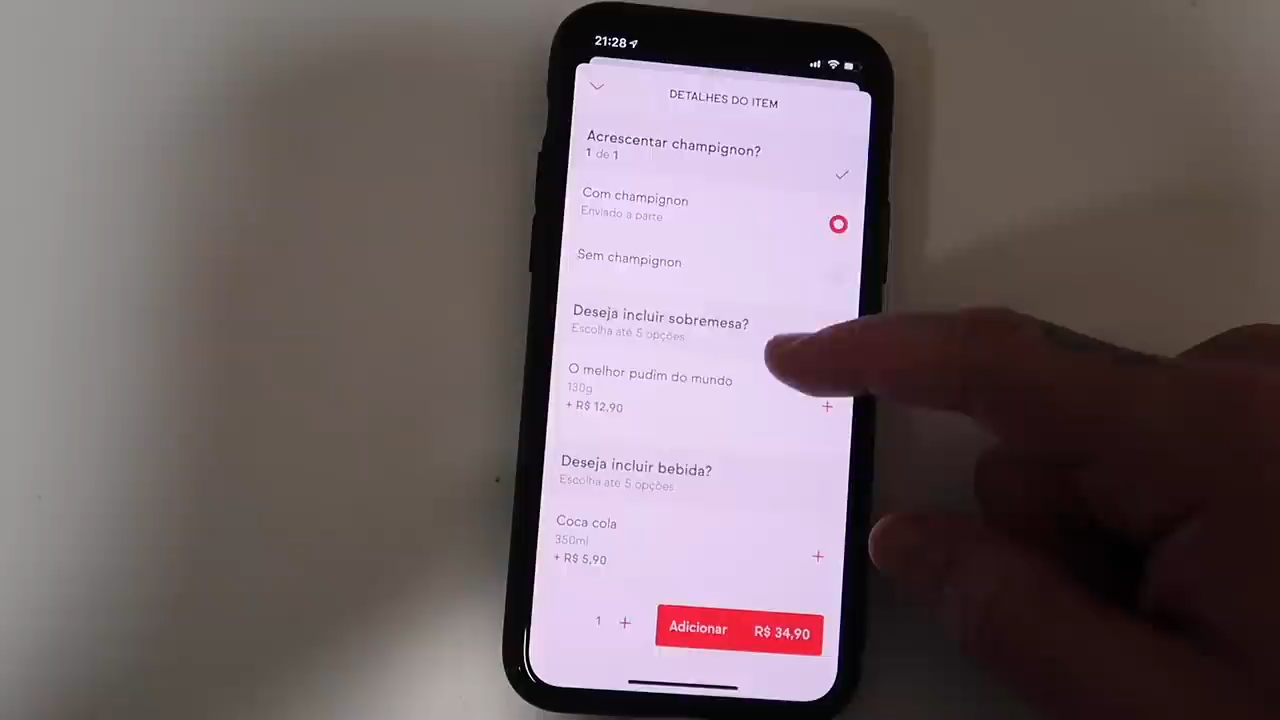 21:28
DETALHES DO ITEM
Acrescentar champignon?
1 de 1
Com champignon
Enviado a parte
Sem champignon
Deseja incluir sobremesa?
Escolha até 5 opções
O melhor pudim do mundo
130g
+ R$ 12,90
Deseja incluir bebida?
Escolha até 5 opções
Coca cola
350ml
+ R$ 5,90
1 + Adicionar R$ 34,90